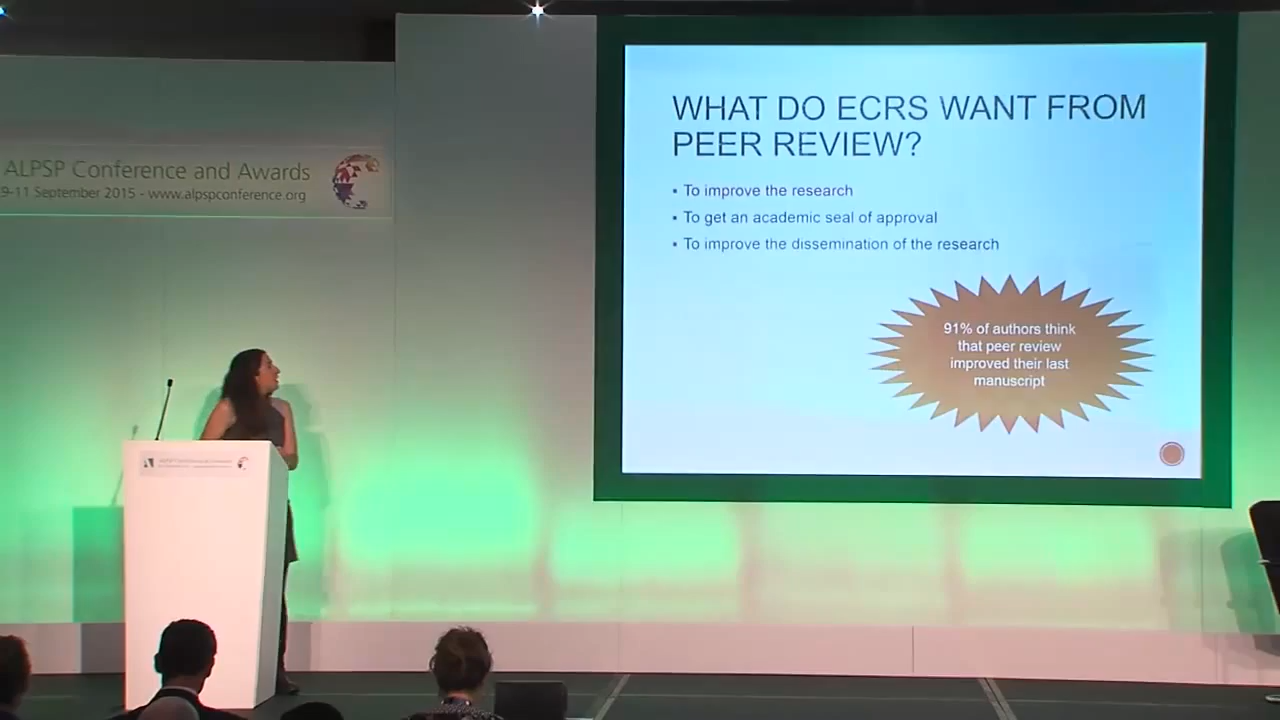 ALPSP Conference and Awards
9-11 September 2015 - www.alpspconference.org
WHAT DO ECRS WANT FROM
PEER REVIEW?
▪ To improve the research
▪ To get an academic seal of approval
▪ To improve the dissemination of the research
91% of authors think
that peer review
improved their last
manuscript